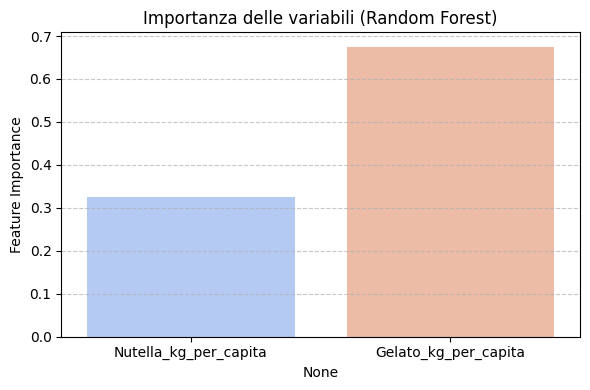 Importanza delle variabili (Random Forest)
0.7
0.6
0.5
0.4
0.3
0.2
0.1
0.0
Feature Importance
Nutella_kg_per_capita
Gelato_kg_per_capita
None